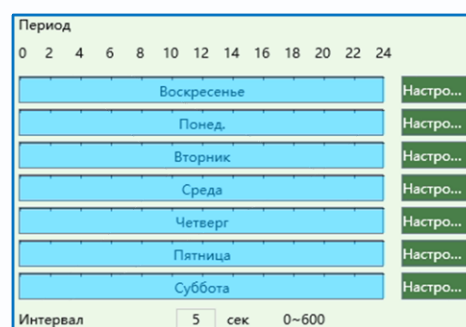 Период
0 2 4 6 8 10 12 14 16 18 20 22 24
Воскресенье Настро...
Понед. Настро...
Вторник Настро...
Среда Настро...
Четверг Настро...
Пятница Настро...
Суббота Настро...
Интервал 5 сек 0~600